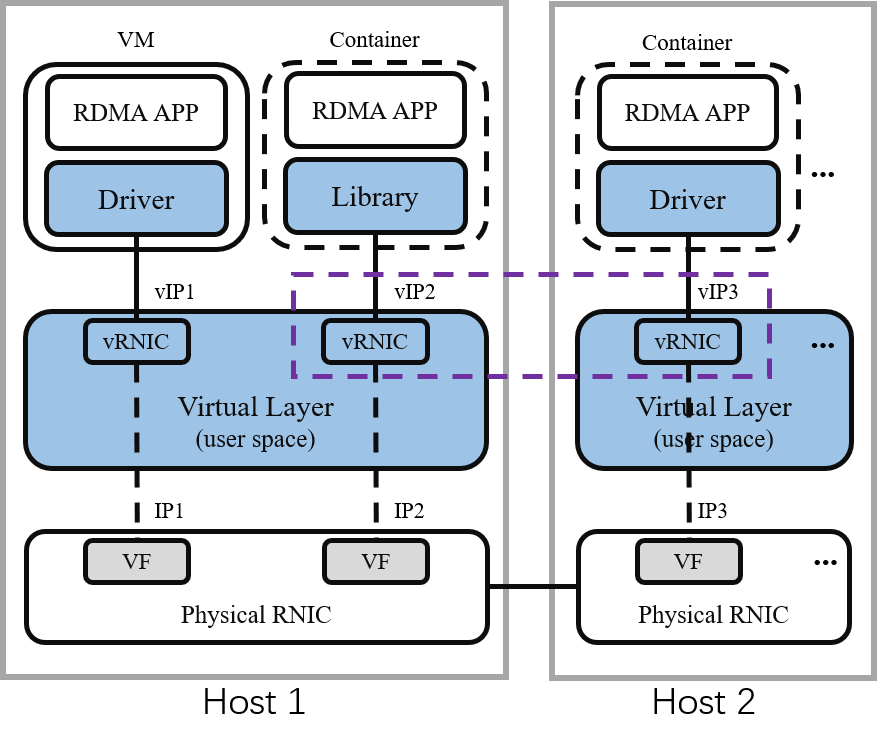 VM
Container
Container
RDMA APP
RDMA APP
RDMA APP
Driver
Library
Driver
...
vIP1
vIP2
vIP3
vRNIC
vRNIC
vRNIC
...
Virtual Layer
(user space)
Virtual Layer
(user space)
IP1
IP2
IP3
VF
VF
VF
...
Physical RNIC
Physical RNIC
Host 1
Host 2